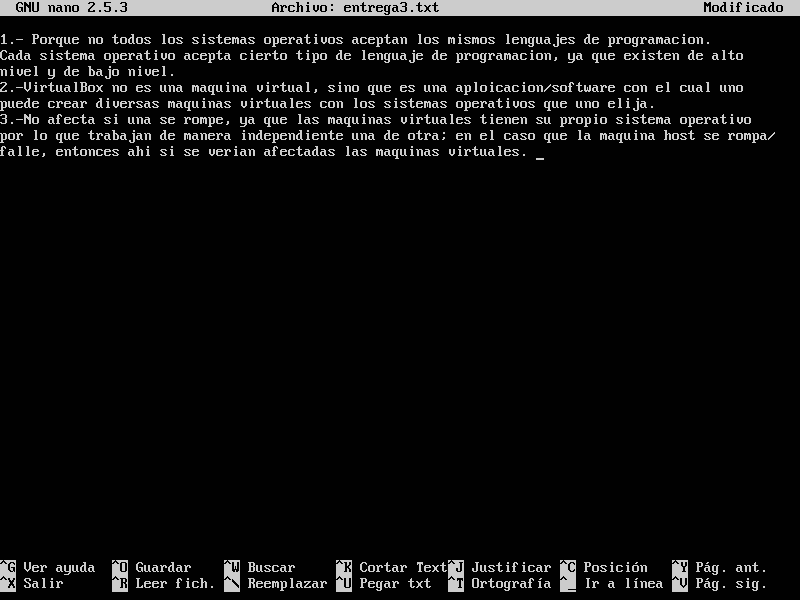 GNU nano 2.5.3 Archivo: entrega3.txt Modificado
1.- Porque no todos los sistemas operativos aceptan los mismos lenguajes de programacion.
Cada sistema operativo acepta cierto tipo de lenguaje de programacion, ya que existen de alto
nivel y de bajo nivel.
2.-VirtualBox no es una maquina virtual, sino que es una aploicacion/software con el cual uno
puede crear diversas maquinas virtuales con los sistemas operativos que uno elija.
3.-No afecta si una se rompe, ya que las maquinas virtuales tienen su propio sistema operativo
por lo que trabajan de manera independiente una de otra; en el caso que la maquina host se rompa/
falle, entonces ahi si se verian afectadas las maquinas virtuales. _
^G Ver ayuda ^O Guardar ^W Buscar ^K Cortar Text ^J Justificar ^C Posición ^Y Pág. ant.
^X Salir ^R Leer fich. ^\ Reemplazar ^U Pegar txt ^T Ortografía ^_ Ir a línea ^V Pág. sig.